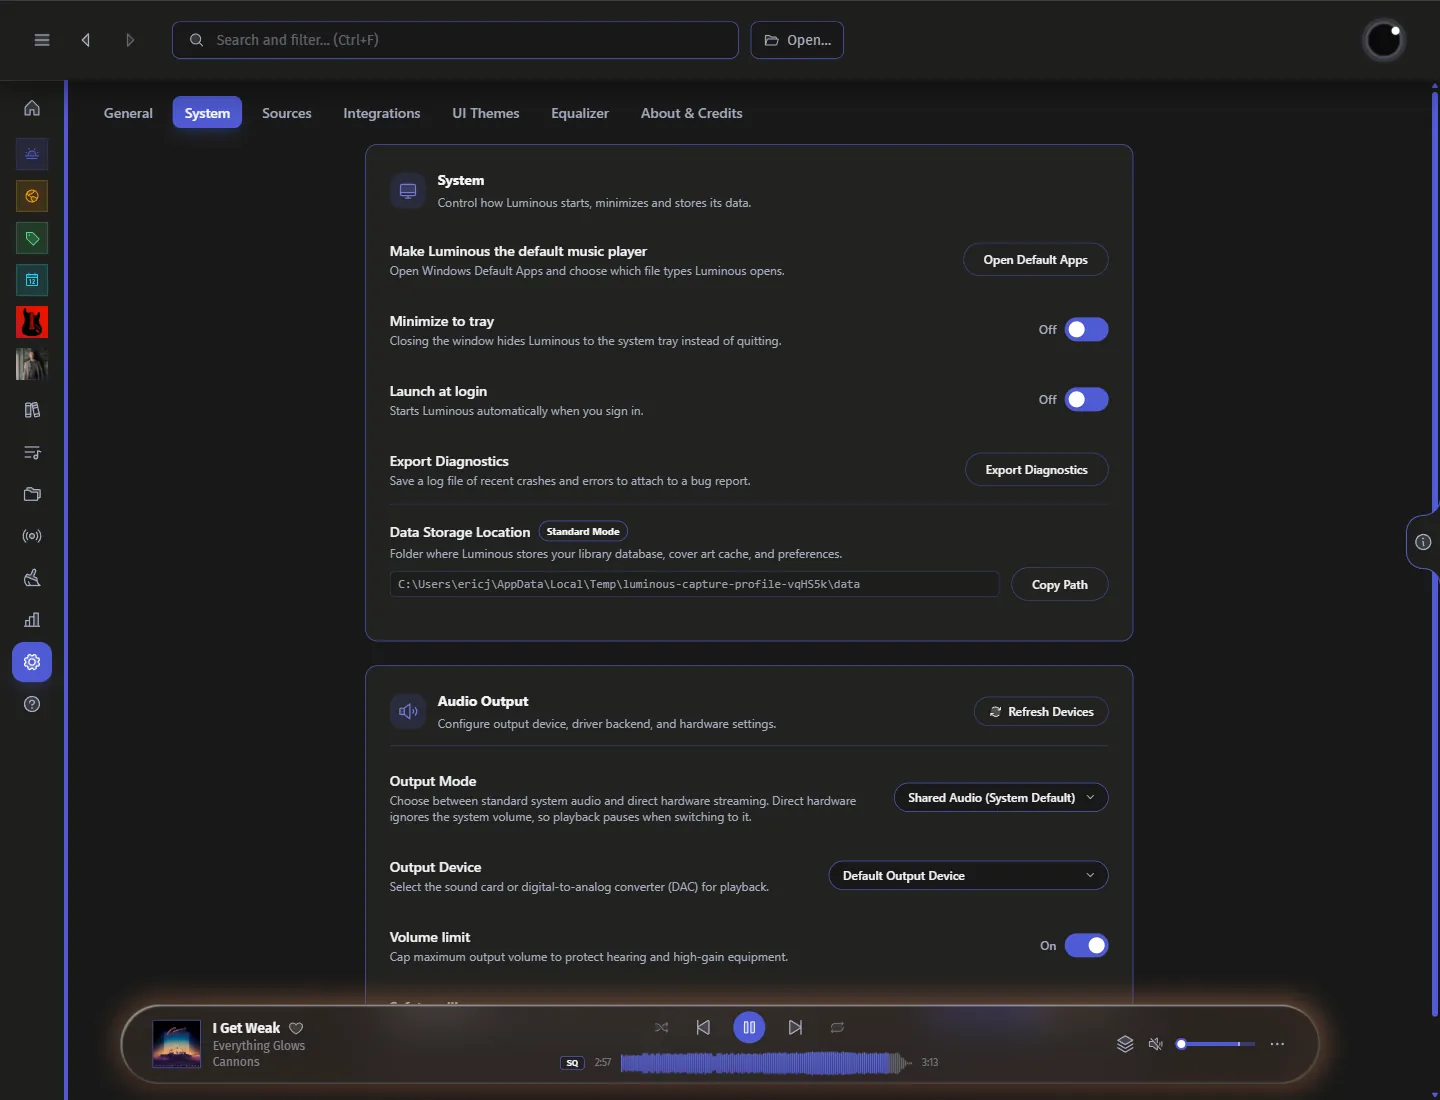 Search and filter... (Ctrl+F)
Open...
General
System
Sources
Integrations
UI Themes
Equalizer
About & Credits
12
System
Control how Luminous starts, minimizes and stores its data.
Make Luminous the default music player
Open Windows Default Apps and choose which file types Luminous opens.
Open Default Apps
Minimize to tray
Closing the window hides Luminous to the system tray instead of quitting.
Off
Launch at login
Starts Luminous automatically when you sign in.
Off
Export Diagnostics
Save a log file of recent crashes and errors to attach to a bug report.
Export Diagnostics
Data Storage Location
Standard Mode
Folder where Luminous stores your library database, cover art cache, and preferences.
C:\Users\ericj\AppData\Local\Temp\luminous-capture-profile-vqHS5k\data
Copy Path
Audio Output
Configure output device, driver backend, and hardware settings.
Refresh Devices
Output Mode
Choose between standard system audio and direct hardware streaming. Direct hardware
ignores the system volume, so playback pauses when switching to it.
Shared Audio (System Default)
Output Device
Select the sound card or digital-to-analog converter (DAC) for playback.
Default Output Device
Volume limit
Cap maximum output volume to protect hearing and high-gain equipment.
On
I Get Weak
Everything Glows
Cannons
SQ
2:57
3:13